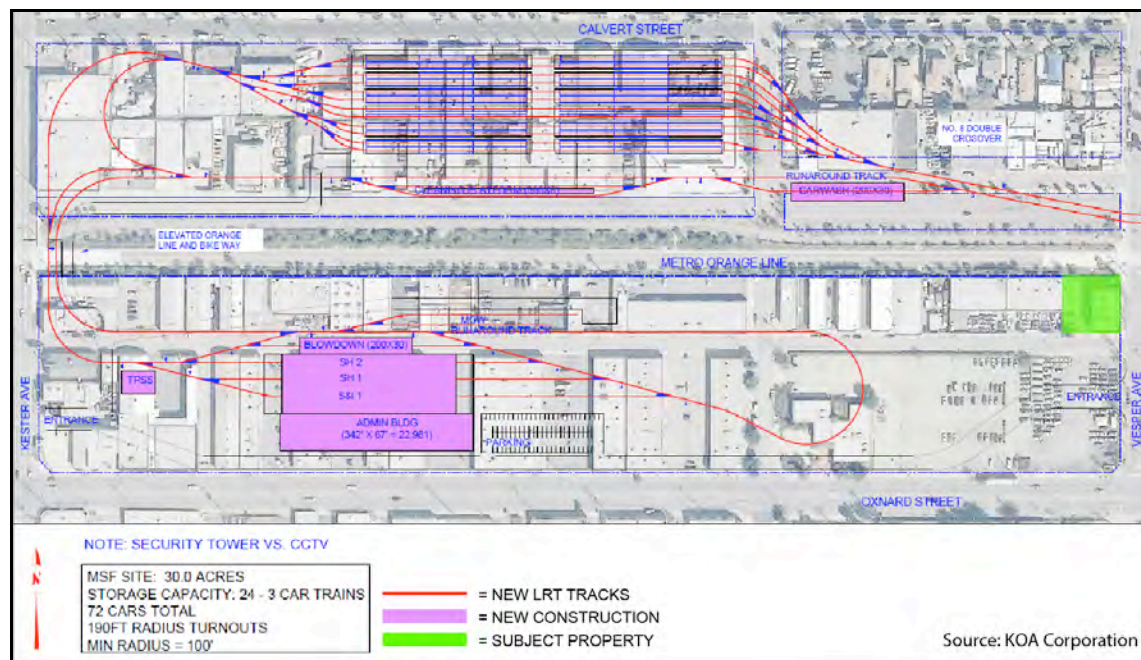 CALVERT STREET
NO. 8 DOUBLE
CROSSOVER
RUNAROUND TRACK
CARWASH (200X30)
ELEVATED ORANGE
LINE AND BIKE WAY
METRO ORANGE LINE
MOW
RUNAROUND TRACK
BLOWDOWN (200X30)
SH 2
SH 1
S&I 1
TPSS
KESTER AVE
ENTRANCE
ADMIN BLDG
(342' X 67' = 22,981)
PARKING
ENTRANCE
VESPER AVE
OXNARD STREET
NOTE: SECURITY TOWER VS. CCTV
N
MSF SITE: 30.0 ACRES
STORAGE CAPACITY: 24 - 3 CAR TRAINS
72 CARS TOTAL
190FT RADIUS TURNOUTS
MIN RADIUS = 100'
= NEW LRT TRACKS
= NEW CONSTRUCTION
= SUBJECT PROPERTY
Source: KOA Corporation